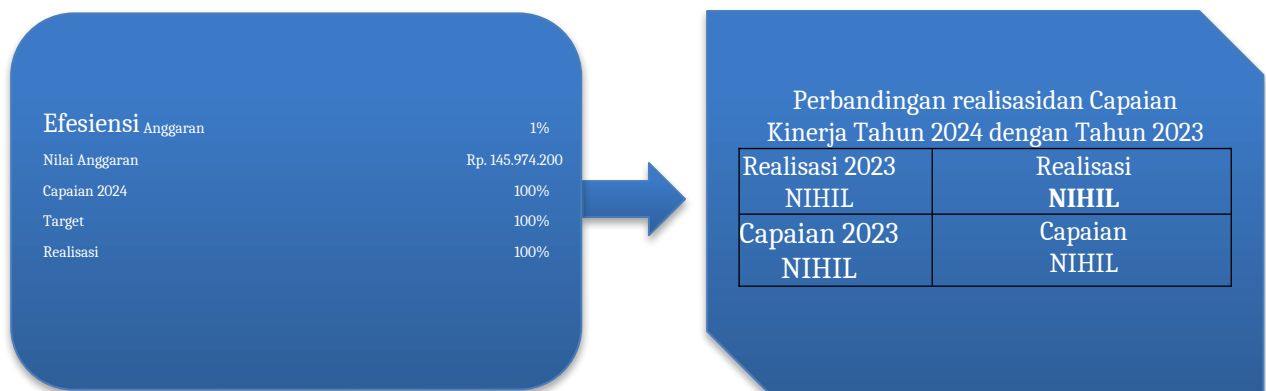 Efesiensi Anggaran 1%
Nilai Anggaran Rp. 145.974.200
Capaian 2024 100%
Target 100%
Realisasi 100%
Perbandingan realisasidan Capaian
Kinerja Tahun 2024 dengan Tahun 2023
Realisasi 2023 Realisasi
NIHIL NIHIL
Capaian 2023 Capaian
NIHIL NIHIL